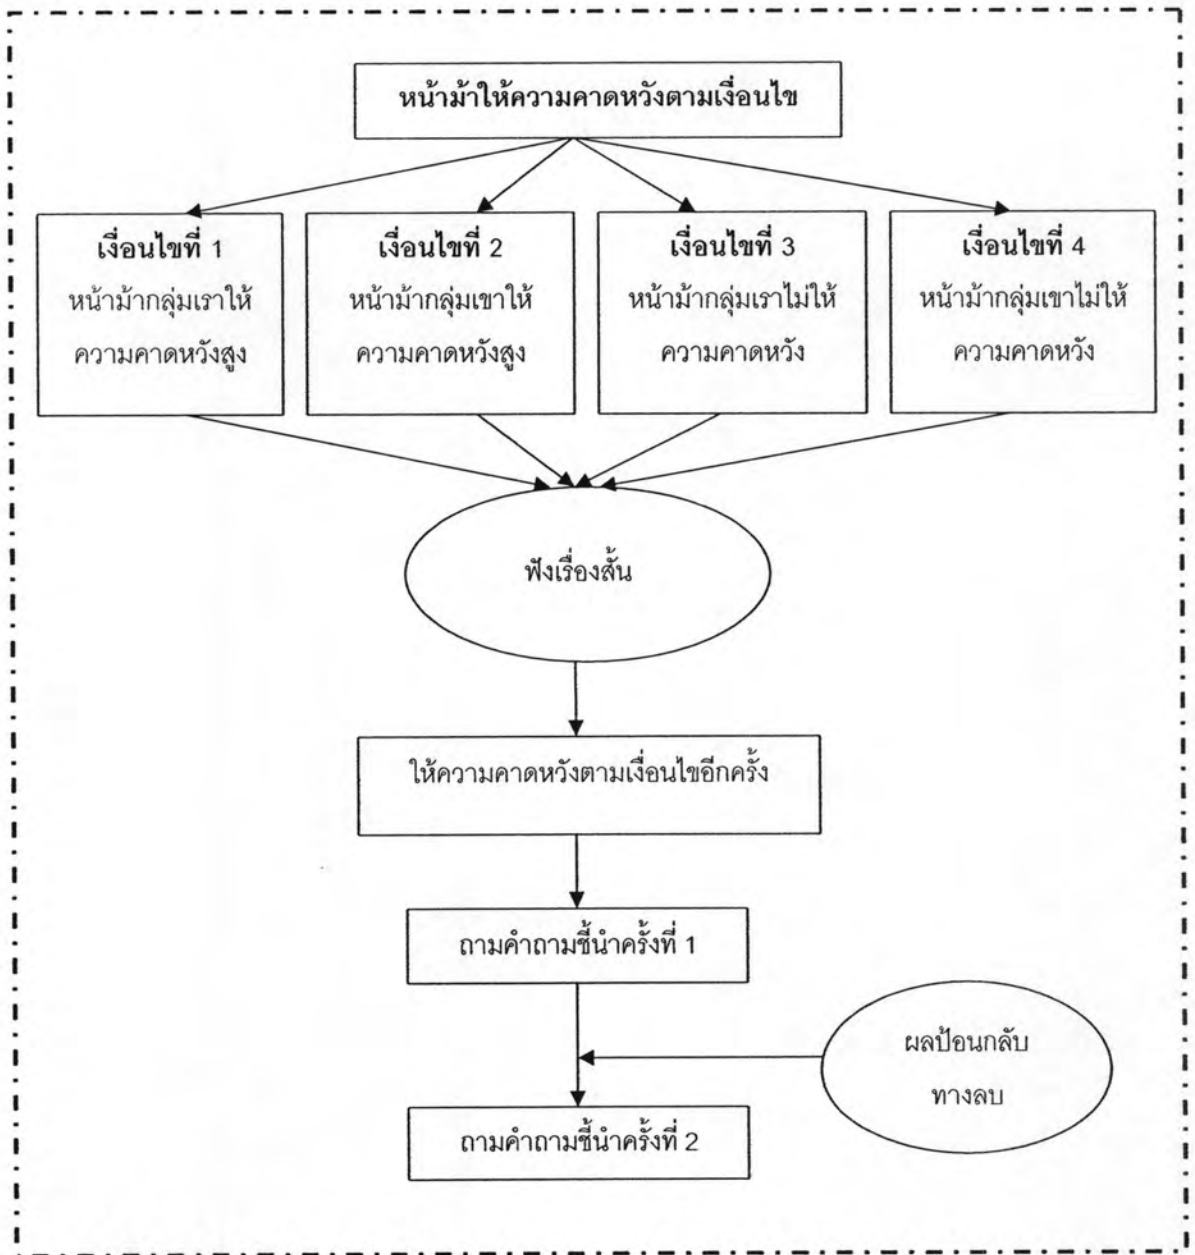 หน้าม้าให้ความคาดหวังตามเงื่อนไข
เงื่อนไขที่ 1
หน้าม้ากลุ่มเราให้
ความคาดหวังสูง
เงื่อนไขที่ 2
หน้าม้ากลุ่มเขาให้
ความคาดหวังสูง
เงื่อนไขที่ 3
หน้าม้ากลุ่มเราไม่ให้
ความคาดหวัง
เงื่อนไขที่ 4
หน้าม้ากลุ่มเขาไม่ให้
ความคาดหวัง
ฟังเรื่องสั้น
ให้ความคาดหวังตามเงื่อนไขอีกครั้ง
ถามคำถามชี้นำครั้งที่ 1
ผลป้อนกลับ
ทางลบ
ถามคำถามชี้นำครั้งที่ 2